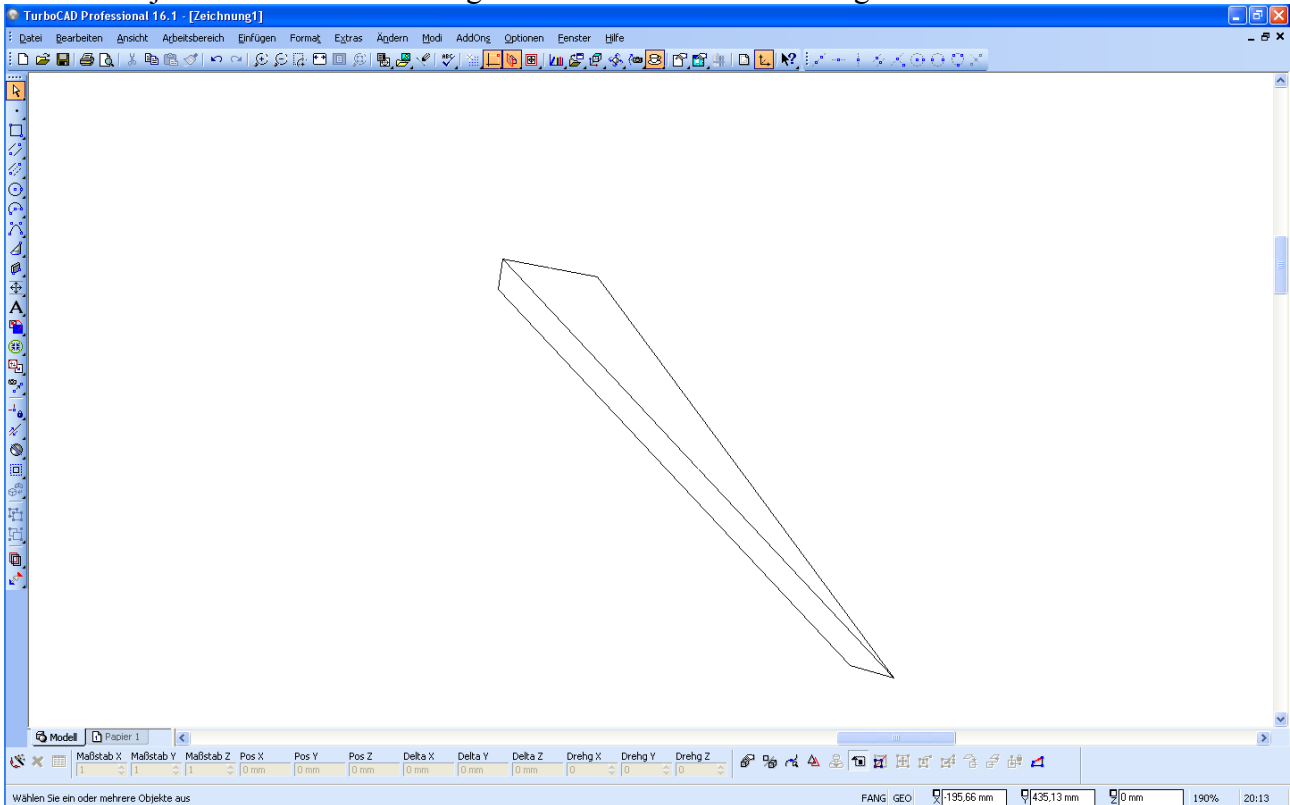 TurboCAD Professional 16.1 - [Zeichnung1]
Datei Bearbeiten Ansicht Arbeitsbereich Einfügen Format Extras Ändern Modi AddOns Optionen Fenster Hilfe
Modell Papier 1
Maßstab X Maßstab Y Maßstab Z Pos X Pos Y Pos Z Delta X Delta Y Delta Z Drehg X Drehg Y Drehg Z
1 1 1 0 mm 0 mm 0 mm 0 mm 0 mm 0 mm 0 0 0
Wählen Sie ein oder mehrere Objekte aus FANG GEO X -195,66 mm Y 435,13 mm Z 0 mm 190% 20:13